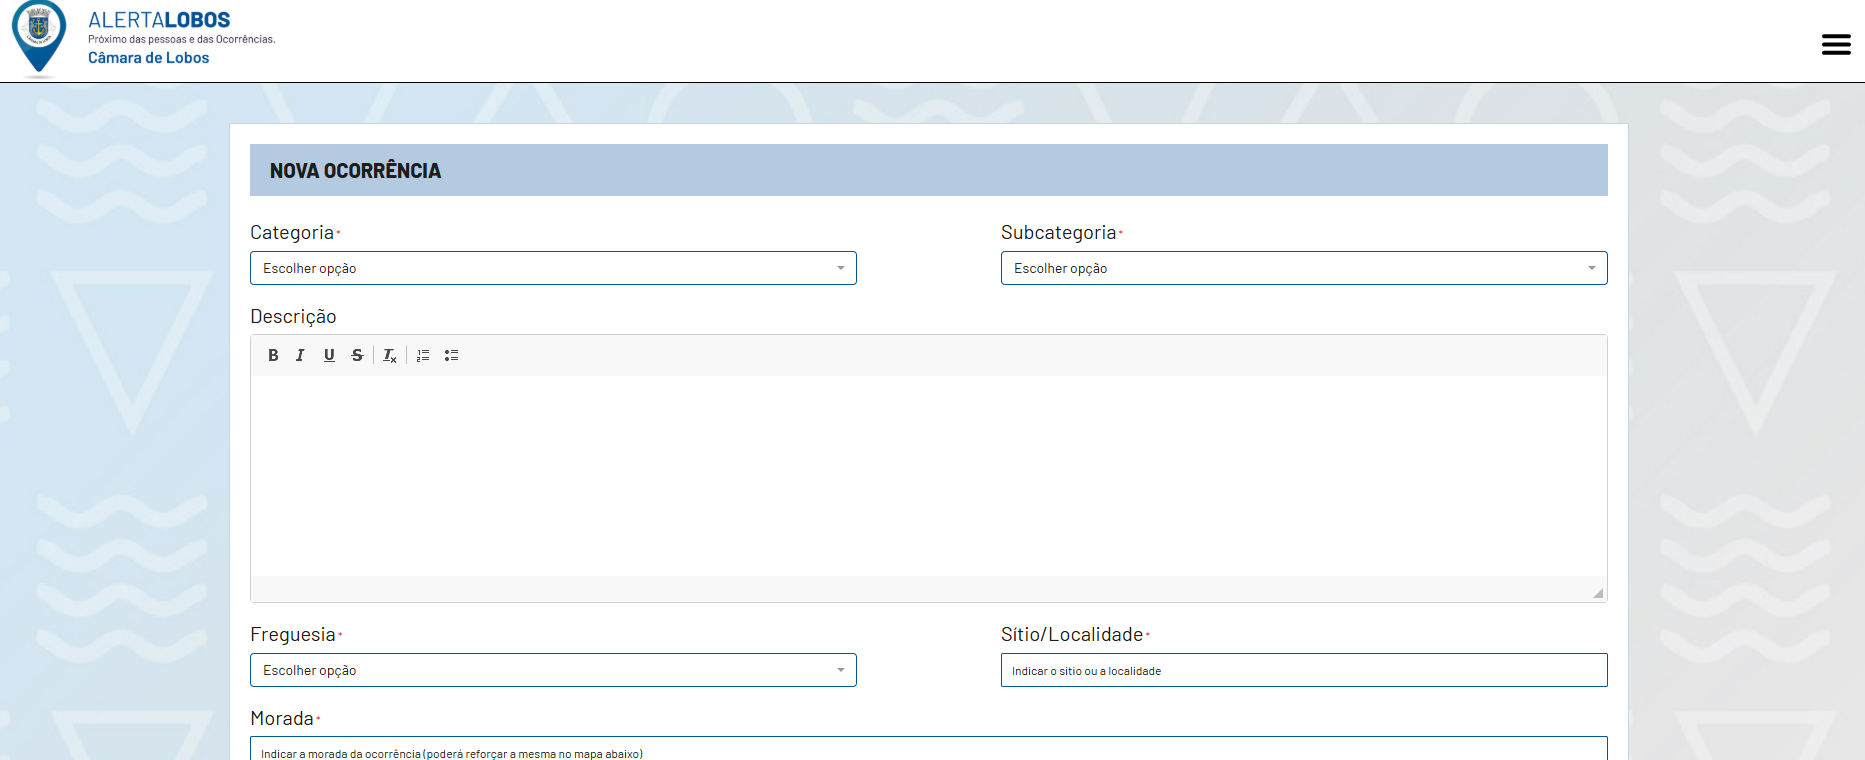 ALERTALOBOS
Próximo das pessoas e das Ocorrências.
Câmara de Lobos
NOVA OCORRÊNCIA
Categoria*
Subcategoria*
Escolher opção
Escolher opção
Descrição
B I U S Tx
Freguesia*
Sítio/Localidade*
Escolher opção
Indicar o sitio ou a localidade
Morada*
Indicar a morada da ocorrência (poderá reforçar a mesma no mapa abaixo)